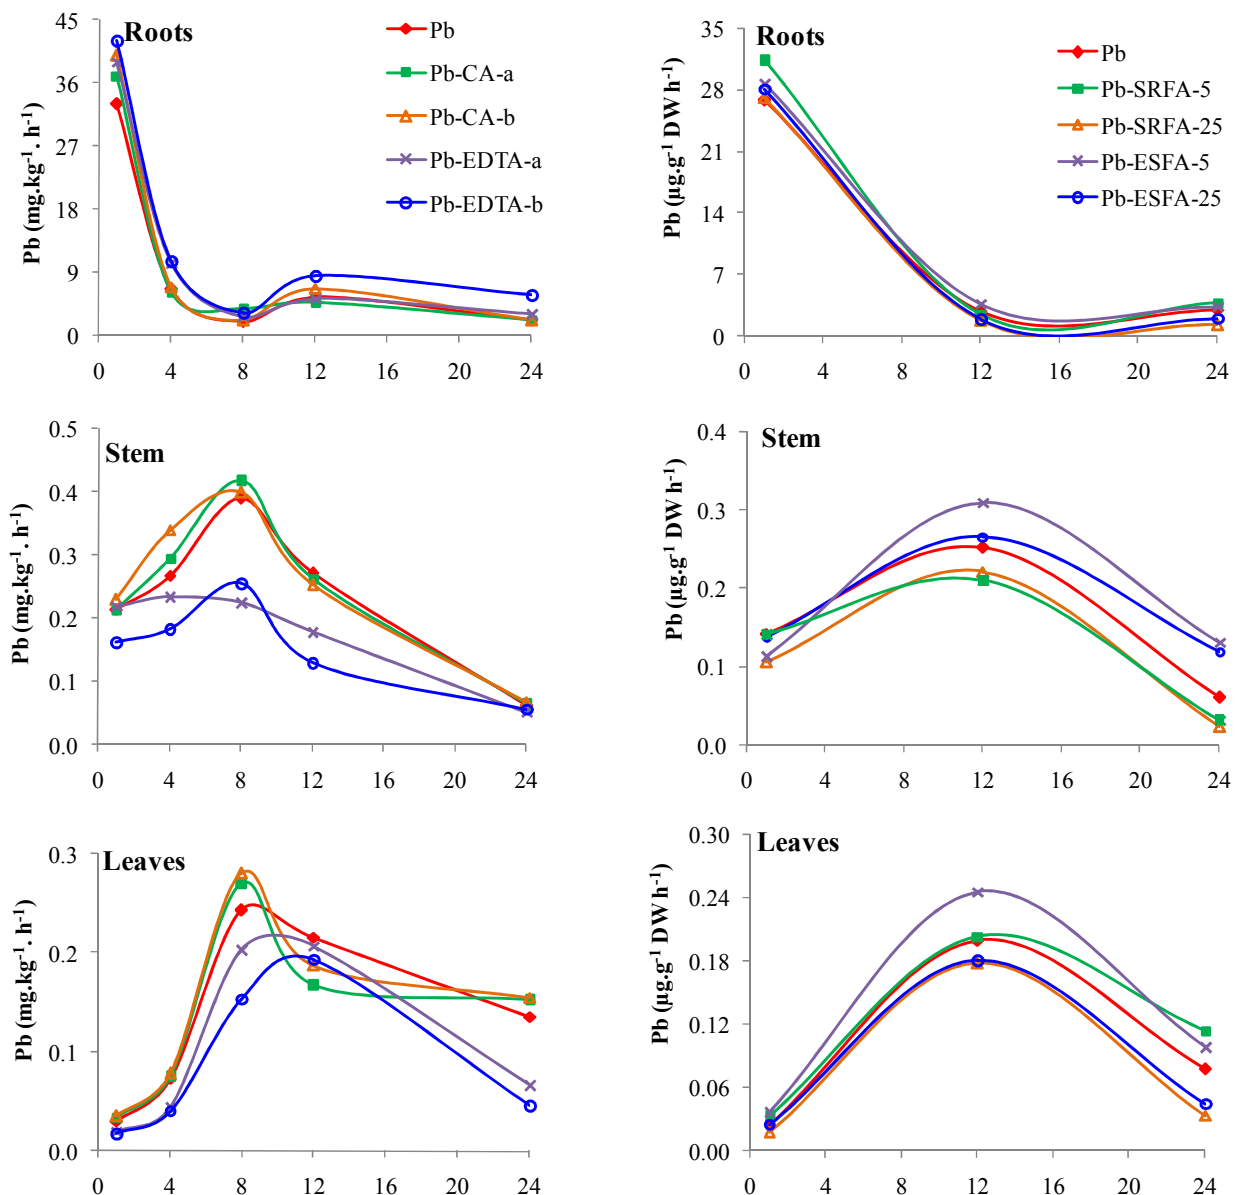 Roots
Pb (mg.kg⁻¹. h⁻¹)
45
36
27
18
9
0
0 4 8 12 16 20 24
Pb
Pb-CA-a
Pb-CA-b
Pb-EDTA-a
Pb-EDTA-b
Roots
Pb (µg.g⁻¹ DW h⁻¹)
35
28
21
14
7
0
0 4 8 12 16 20 24
Pb
Pb-SRFA-5
Pb-SRFA-25
Pb-ESFA-5
Pb-ESFA-25
Stem
Pb (mg.kg⁻¹. h⁻¹)
0.5
0.4
0.3
0.2
0.1
0.0
0 4 8 12 16 20 24
Stem
Pb (µg.g⁻¹ DW h⁻¹)
0.4
0.3
0.2
0.1
0.0
0 4 8 12 16 20 24
Leaves
Pb (mg.kg⁻¹. h⁻¹)
0.3
0.2
0.1
0.0
0 4 8 12 16 20 24
Leaves
Pb (µg.g⁻¹ DW h⁻¹)
0.30
0.24
0.18
0.12
0.06
0.00
0 4 8 12 16 20 24